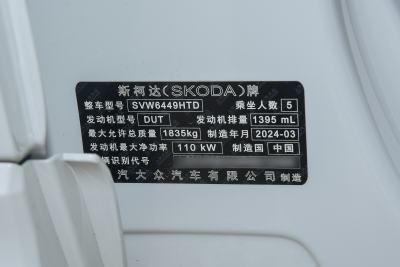 斯柯达(SKODA)牌
整车型号 SVW6449HTD 乘坐人数 5
发动机型号 DUT 发动机排量 1395 mL
最大允许总质量 1835kg 制造年月 2024-03
发动机最大净功率 110 kW 制造国 中国
辆识别代号
汽大众汽车有限公司 制造